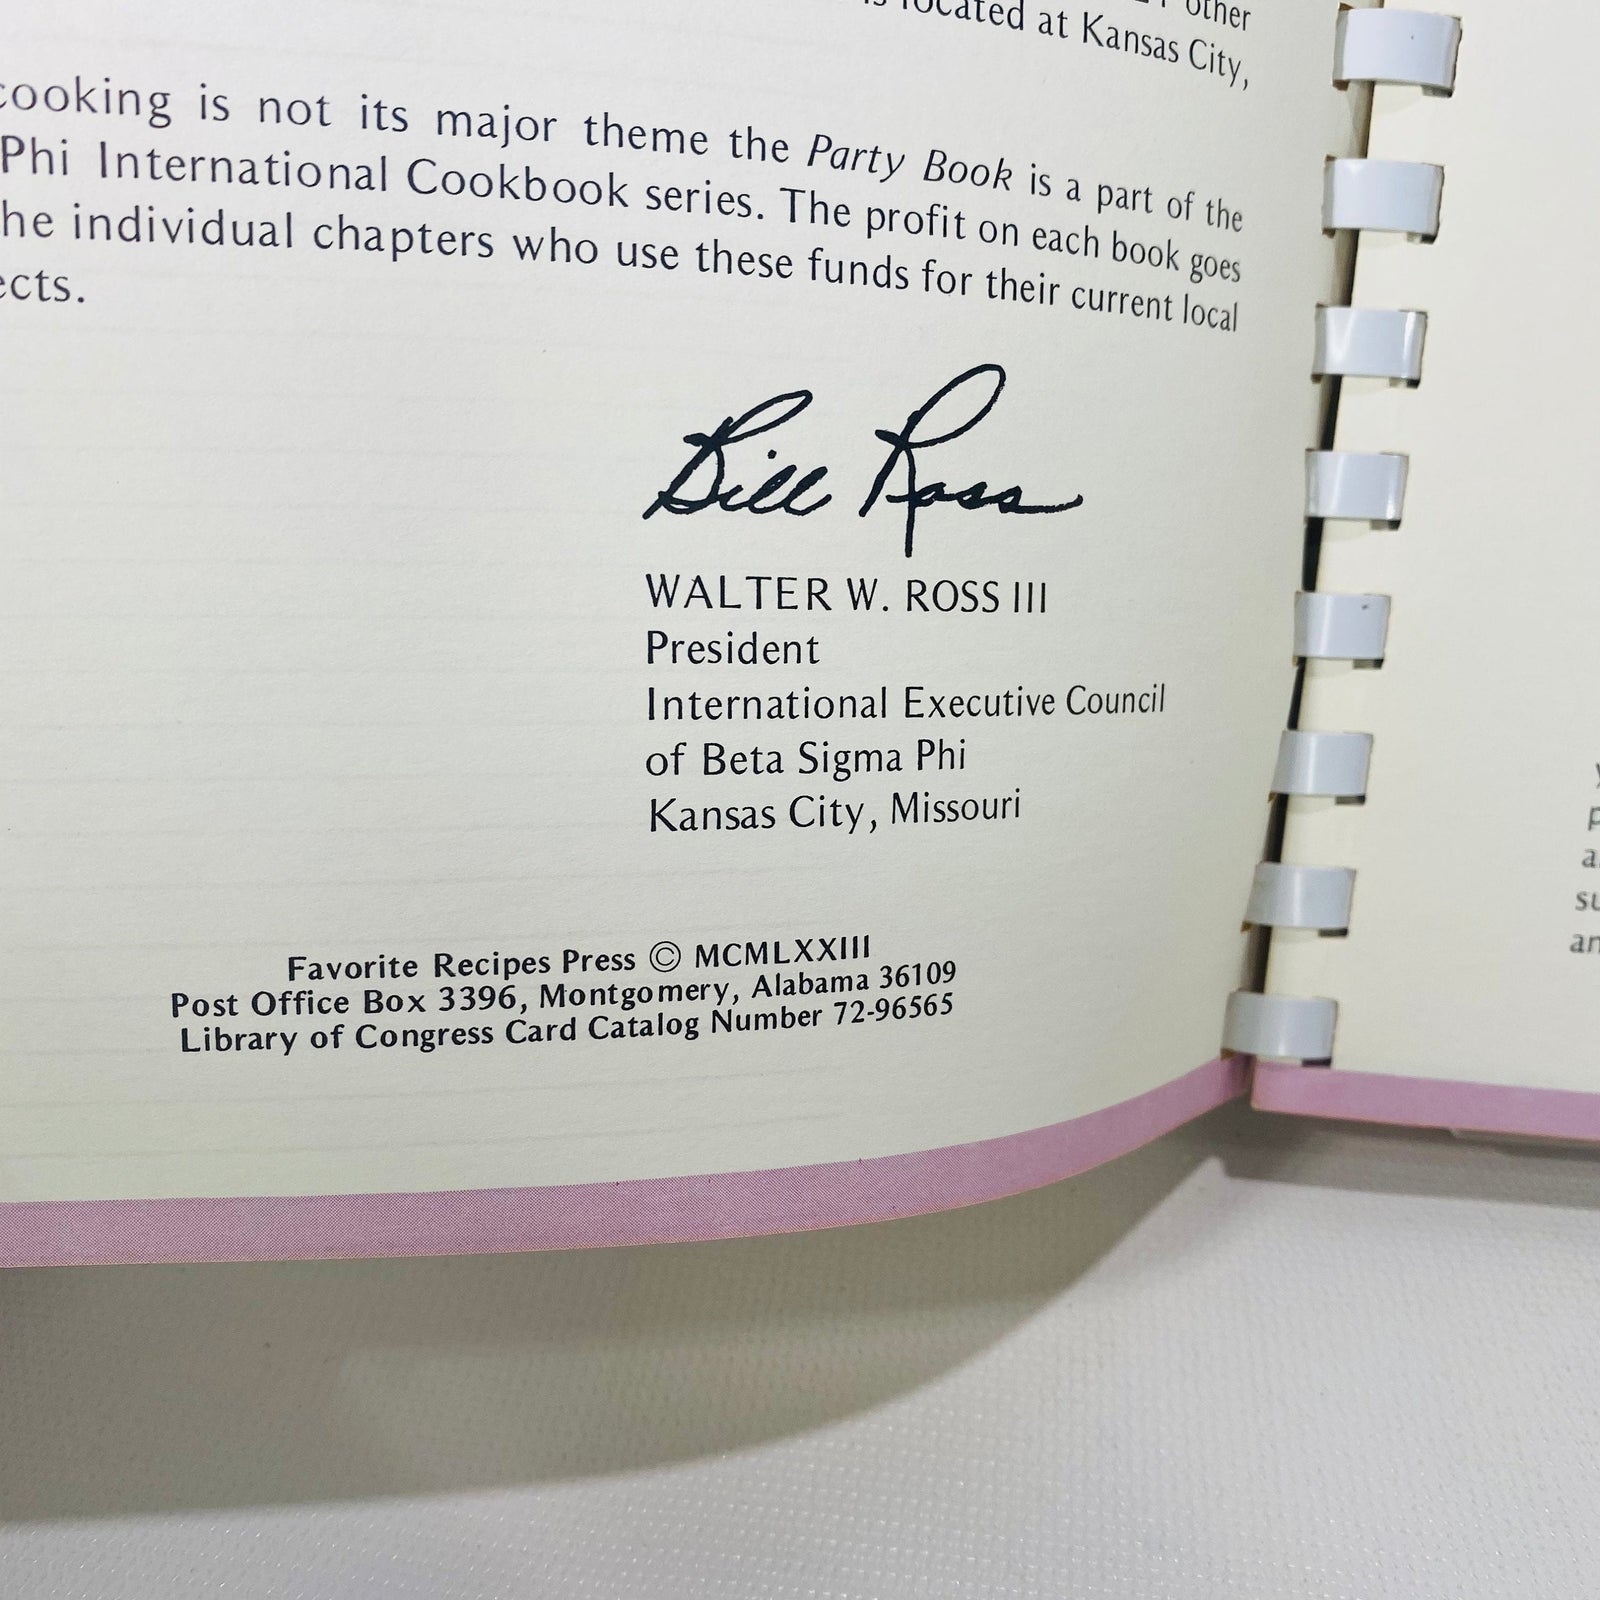 other
located at Kansas City,
cooking is not its major theme the Party Book is a part of the
Phi International Cookbook series. The profit on each book goes
he individual chapters who use these funds for their current local
ects.
Bill Ross
WALTER W. ROSS III
President
International Executive Council
of Beta Sigma Phi
Kansas City, Missouri
Favorite Recipes Press © MCMLXXIII
Post Office Box 3396, Montgomery, Alabama 36109
Library of Congress Card Catalog Number 72-96565
su
an